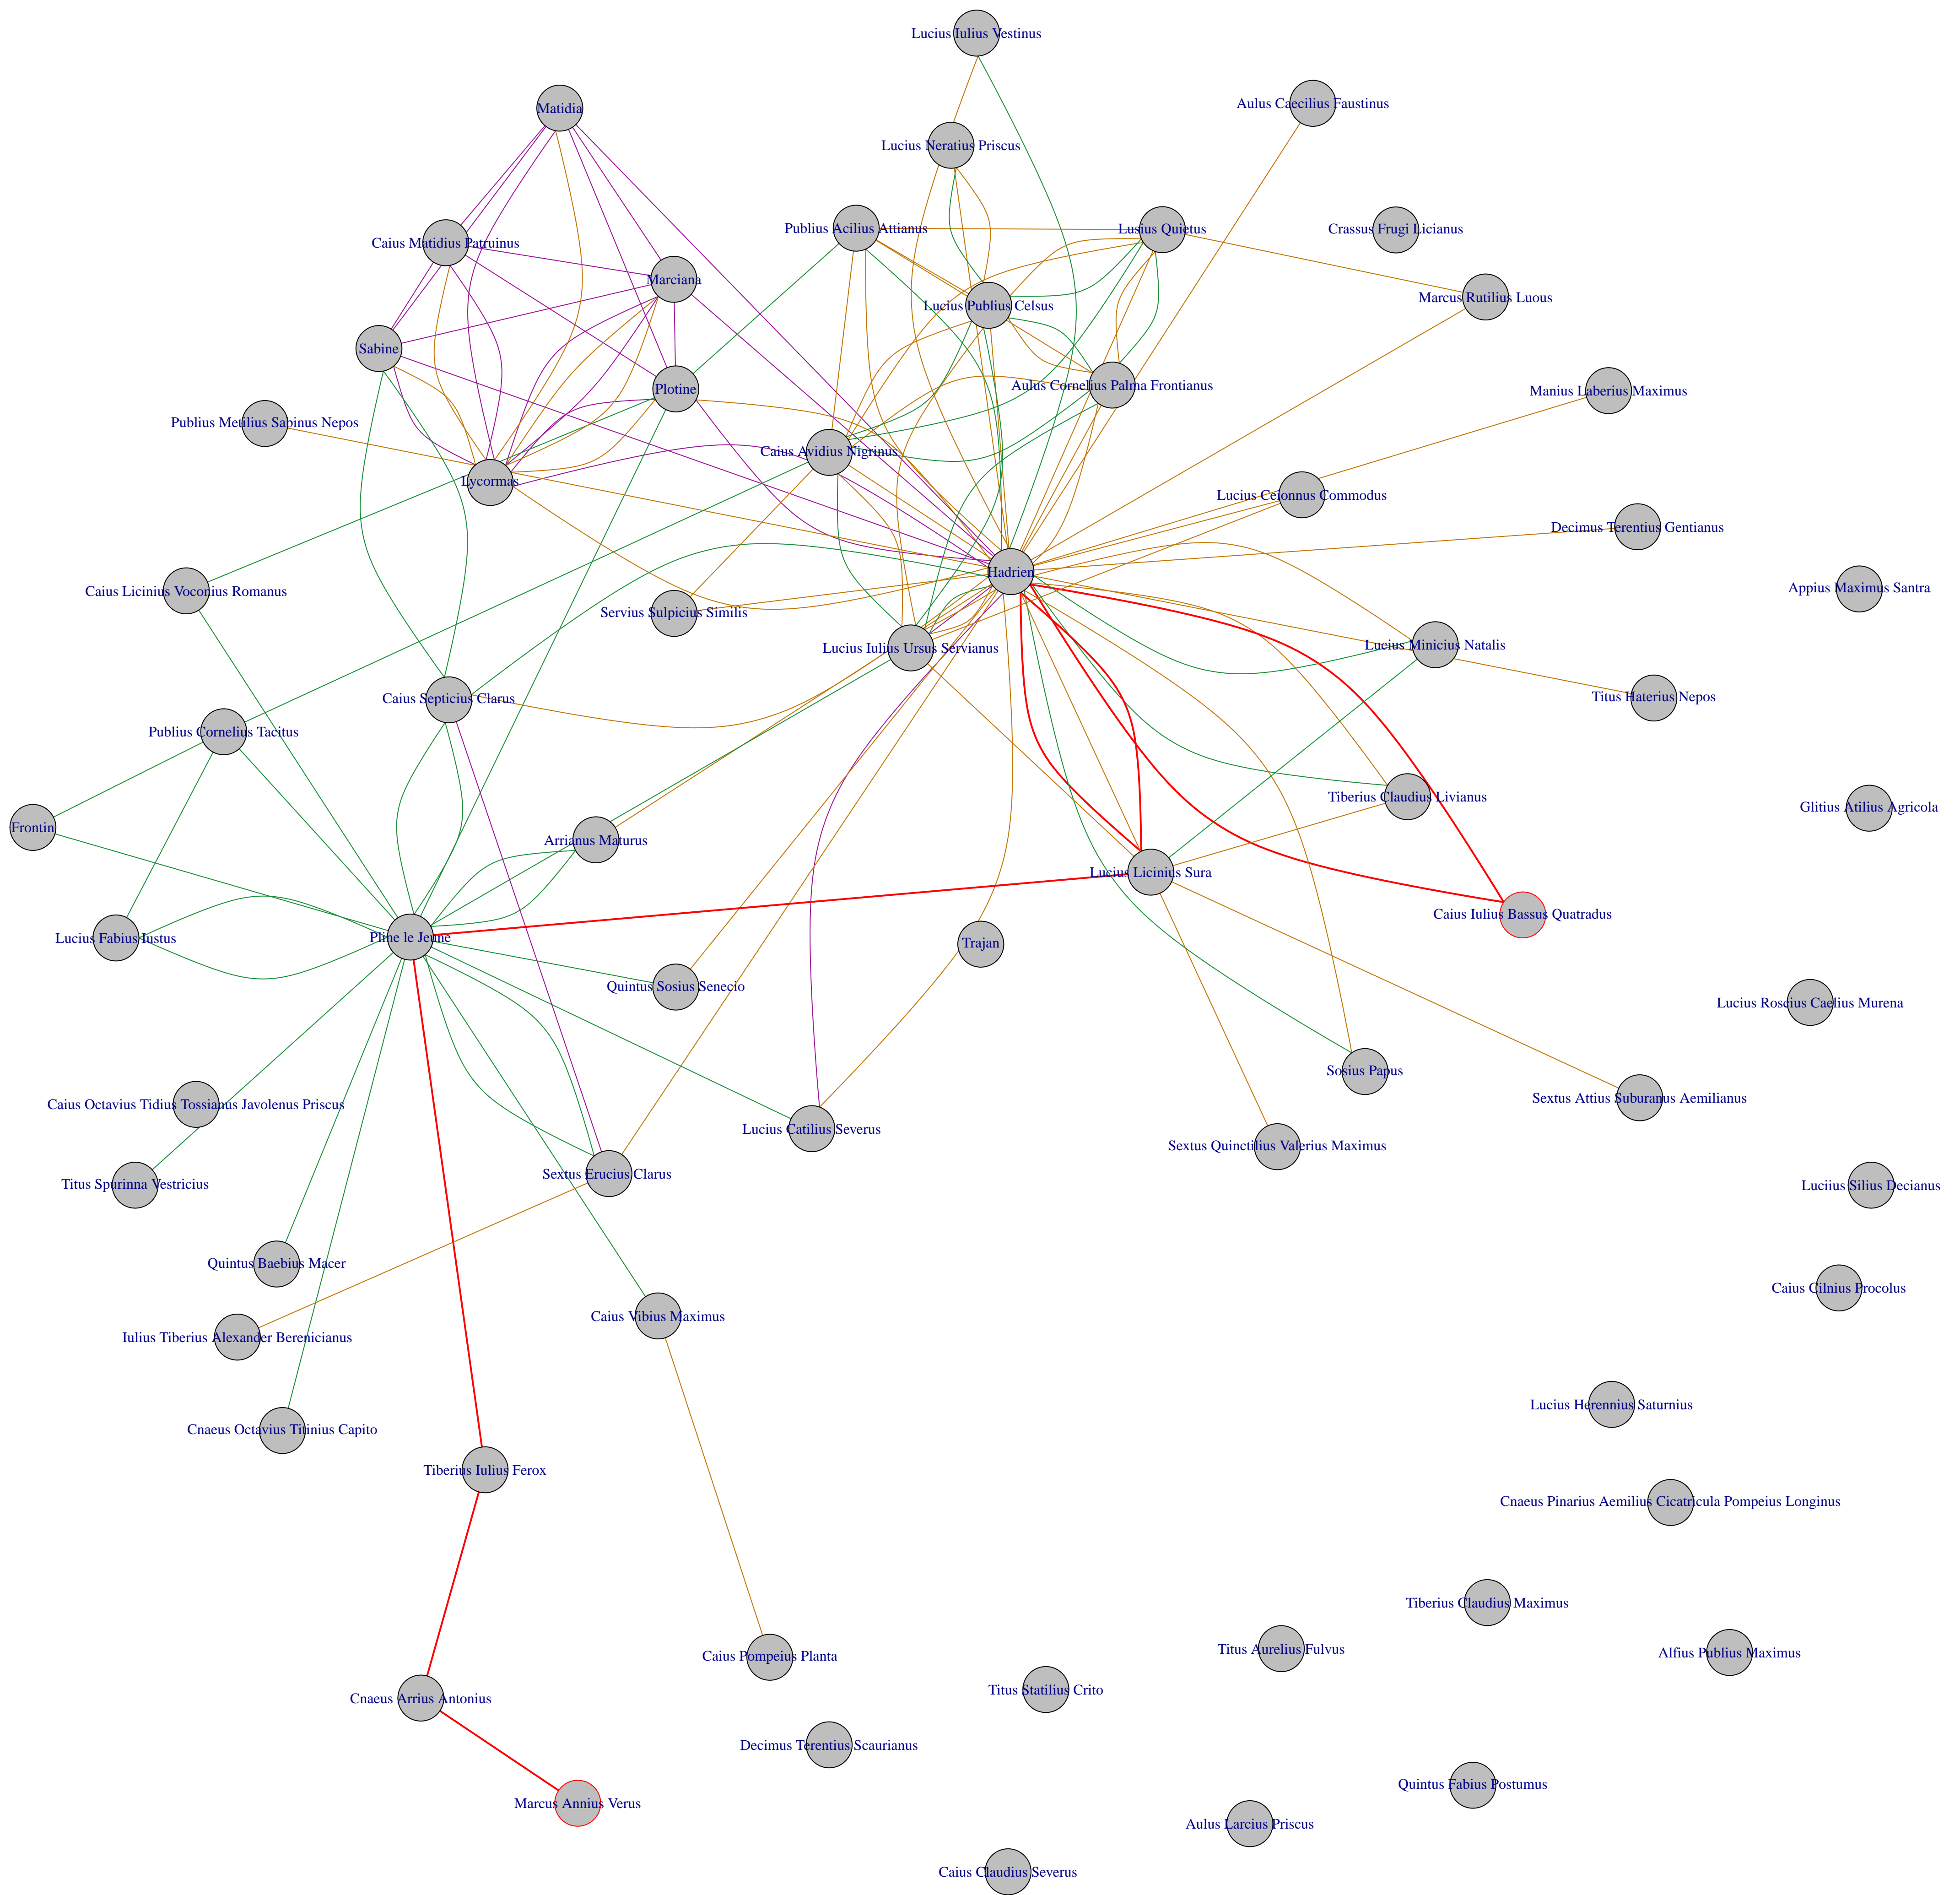 Lucius Iulius Vestinus
Aulus Caecilius Faustinus
Matidia
Lucius Neratius Priscus
Publius Acilius Attianus
Lusius Quietus
Crassus Frugi Licianus
Caius Matidius Patruinus
Marciana
Marcus Rutilius Luous
Lucius Publius Celsus
Sabine
Plotine
Aulus Cornelius Palma Frontianus
Manius Laberius Maximus
Publius Metilius Sabinus Nepos
Caius Avidius Nigrinus
Lycormas
Lucius Ceionnus Commodus
Decimus Terentius Gentianus
Hadrien
Caius Licinius Voconius Romanus
Appius Maximus Santra
Servius Sulpicius Similis
Lucius Iulius Ursus Servianus
Lucius Minicius Natalis
Caius Septicius Clarus
Titus Haterius Nepos
Publius Cornelius Tacitus
Tiberius Claudius Livianus
Glitius Atilius Agricola
Frontin
Arrianus Maturus
Lucius Licinius Sura
Caius Iulius Bassus Quatradus
Lucius Fabius Iustus
Pline le Jeune
Trajan
Quintus Sosius Senecio
Lucius Roscius Caelius Murena
Sosius Papus
Sextus Attius Suburanus Aemilianus
Caius Octavius Tidius Tossianus Javolenus Priscus
Lucius Catilius Severus
Sextus Quinctilius Valerius Maximus
Sextus Erucius Clarus
Titus Spurinna Vestricius
Luciius Silius Decianus
Quintus Baebius Macer
Caius Cilnius Procolus
Caius Vibius Maximus
Iulius Tiberius Alexander Berenicianus
Lucius Herennius Saturnius
Cnaeus Octavius Titinius Capito
Tiberius Iulius Ferox
Cnaeus Pinarius Aemilius Cicatricula Pompeius Longinus
Tiberius Claudius Maximus
Titus Aurelius Fulvus
Alfius Publius Maximus
Caius Pompeius Planta
Titus Statilius Crito
Cnaeus Arrius Antonius
Decimus Terentius Scaurianus
Quintus Fabius Postumus
Marcus Annius Verus
Aulus Larcius Priscus
Caius Claudius Severus